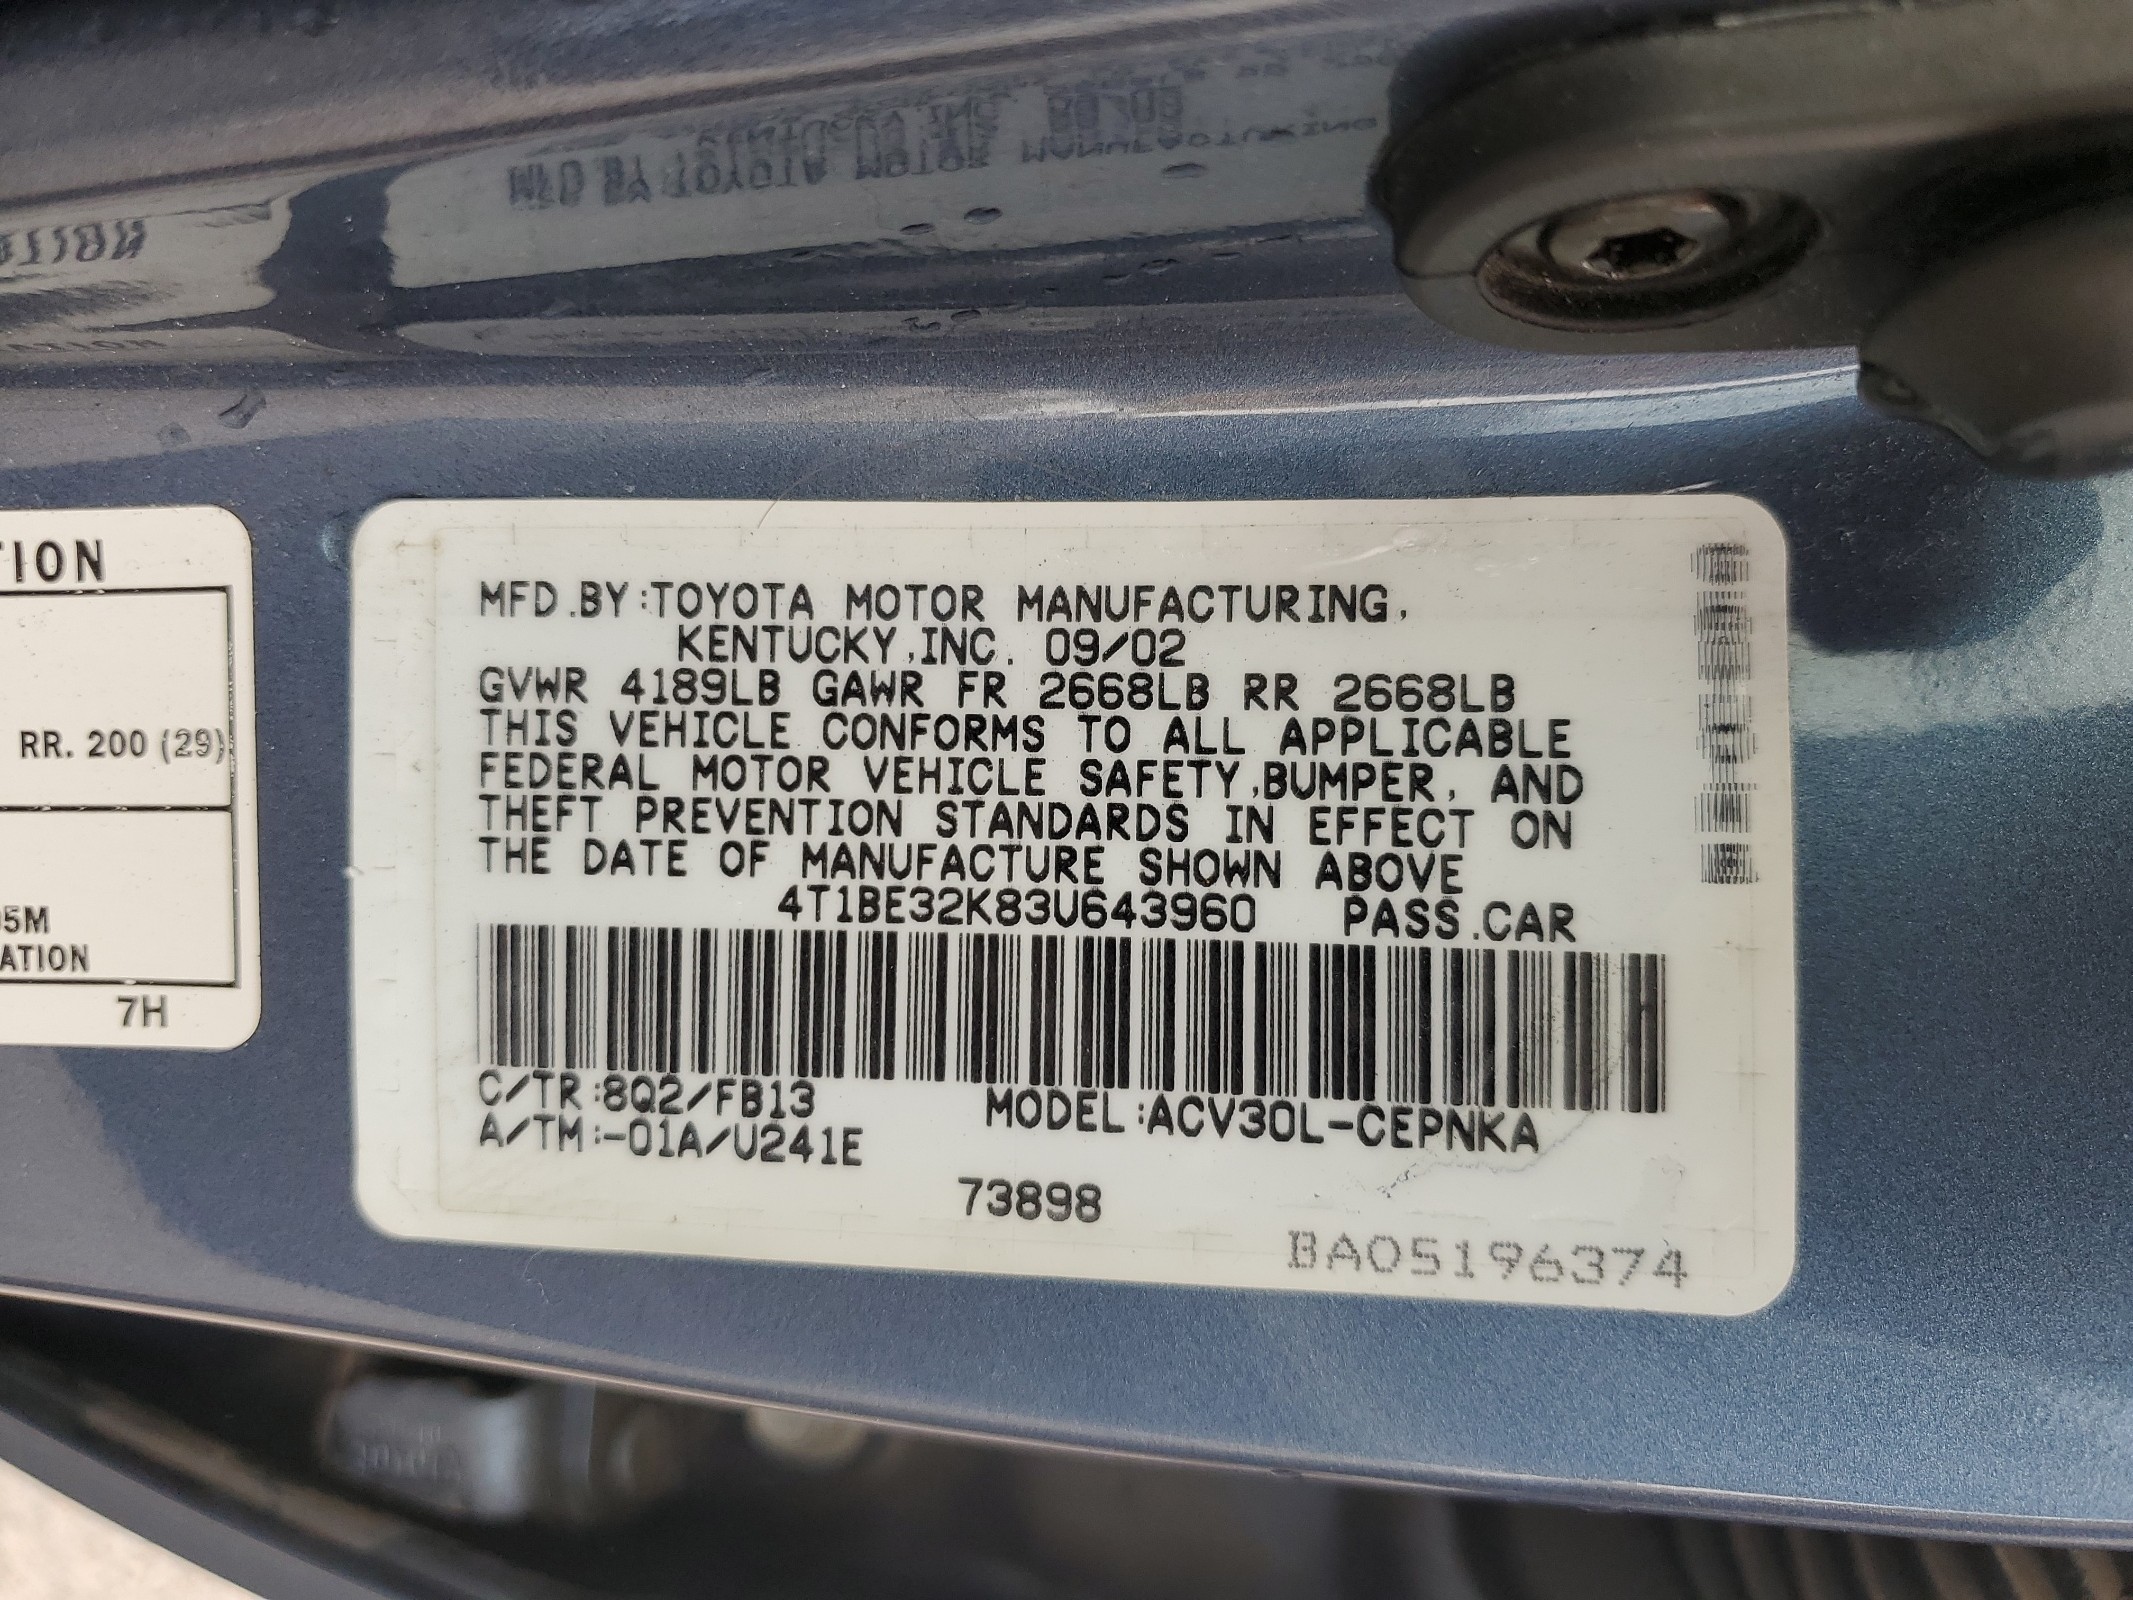 TION
RR. 200 (29)
05M
ATION
7H
MFD.BY:TOYOTA MOTOR MANUFACTURING,
KENTUCKY,INC. 09/02
GVWR 4189LB GAWR FR 2668LB RR 2668LB
THIS VEHICLE CONFORMS TO ALL APPLICABLE
FEDERAL MOTOR VEHICLE SAFETY,BUMPER, AND
THEFT PREVENTION STANDARDS IN EFFECT ON
THE DATE OF MANUFACTURE SHOWN ABOVE
4T1BE32K83U643960 PASS.CAR
C/TR:8Q2/FB13 MODEL:ACV30L-CEPNKA
A/TM:-01A/U241E
73898
BA05196374